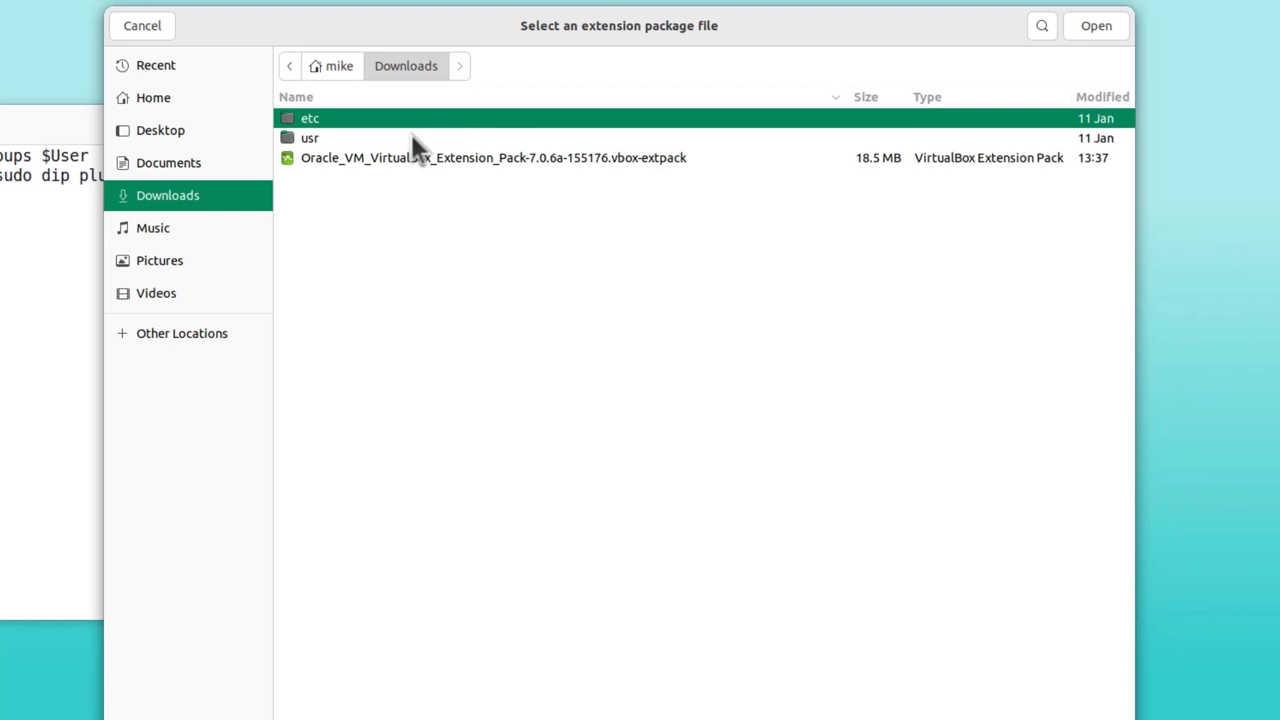 Cancel
Select an extension package file
Open
Recent
Home
Desktop
Documents
Downloads
Music
Pictures
Videos
Other Locations
mike
Downloads
Name Size Type Modified
etc 11 Jan
usr 11 Jan
Oracle_VM_VirtualBox_Extension_Pack-7.0.6a-155176.vbox-extpack 18.5 MB VirtualBox Extension Pack 13:37
oups $User
sudo dip plu